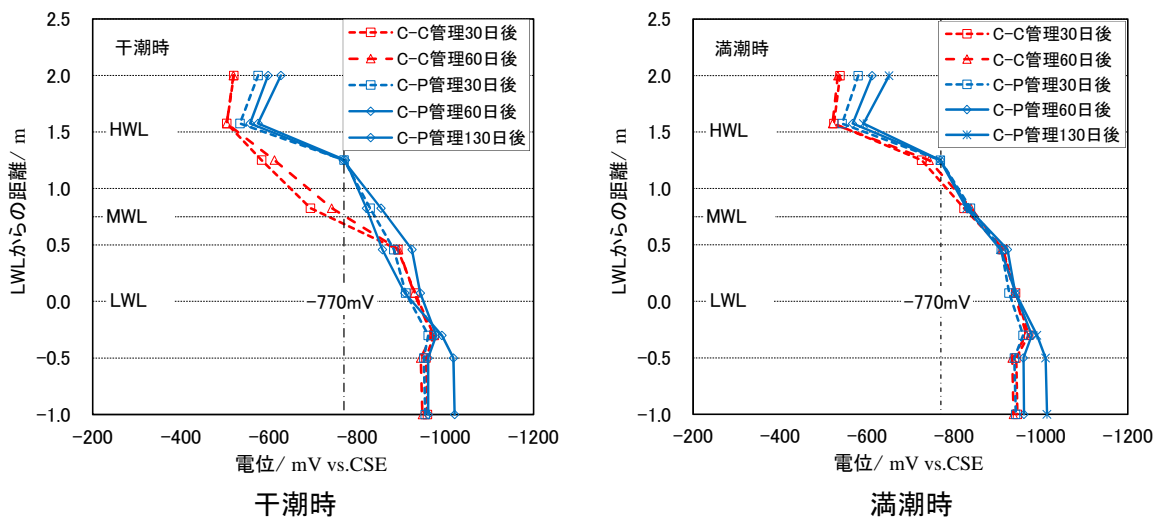 干潮時
C-C管理30日後
C-C管理60日後
C-P管理30日後
C-P管理60日後
C-P管理130日後
2.5
2.0
1.5
1.0
0.5
0.0
-0.5
-1.0
HWL
MWL
LWL
-770mV
LWLからの距離/ m
-200
-400
-600
-800
-1000
-1200
電位/ mV vs.CSE
干潮時
満潮時
C-C管理30日後
C-C管理60日後
C-P管理30日後
C-P管理60日後
C-P管理130日後
2.5
2.0
1.5
1.0
0.5
0.0
-0.5
-1.0
HWL
MWL
LWL
-770mV
LWLからの距離/ m
-200
-400
-600
-800
-1000
-1200
電位/ mV vs.CSE
満潮時